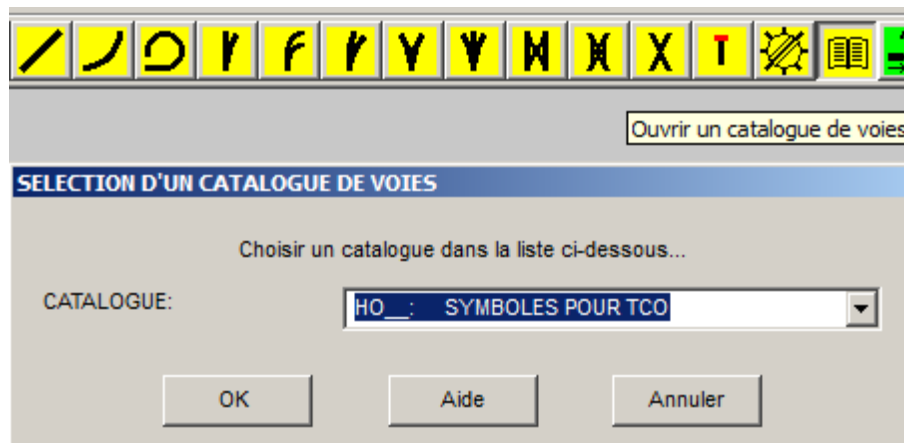 T
Ouvrir un catalogue de voies
SELECTION D'UN CATALOGUE DE VOIES
Choisir un catalogue dans la liste ci-dessous...
CATALOGUE:
HO__: SYMBOLES POUR TCO
OK Aide Annuler